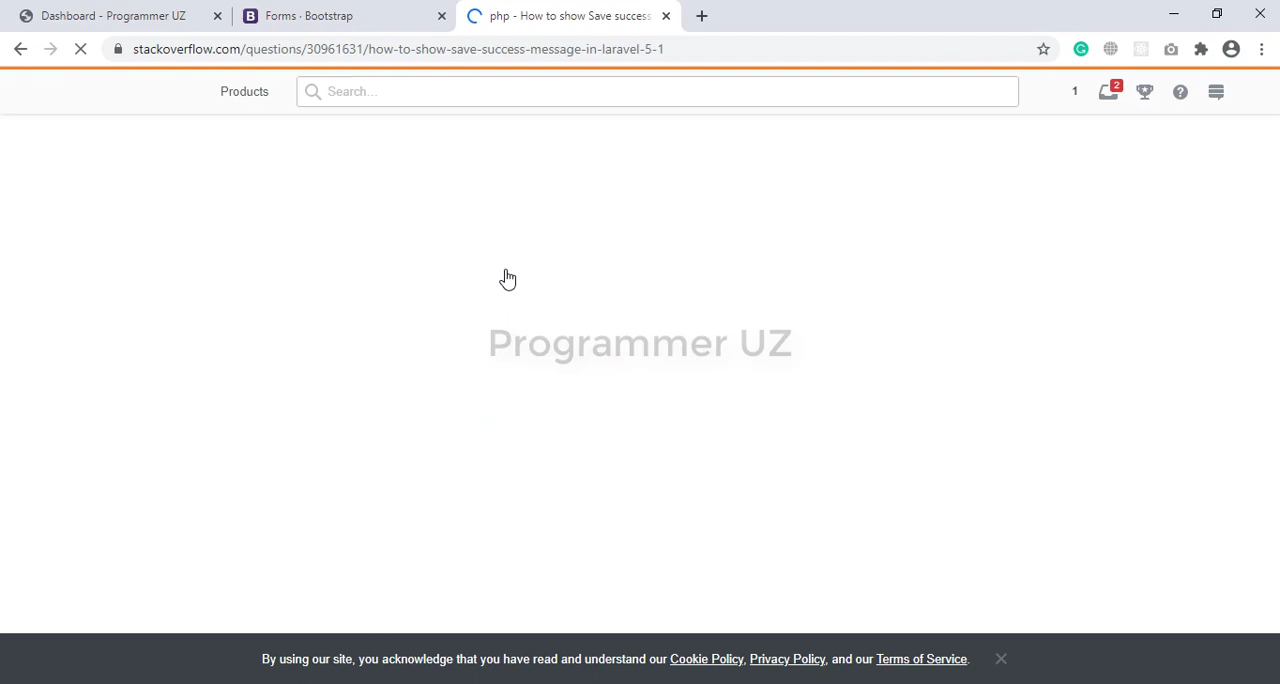 Dashboard - Programmer UZ
B Forms · Bootstrap
php - How to show Save success
stackoverflow.com/questions/30961631/how-to-show-save-success-message-in-laravel-5-1
Products
Search...
1
2
Programmer UZ
By using our site, you acknowledge that you have read and understand our Cookie Policy, Privacy Policy, and our Terms of Service.